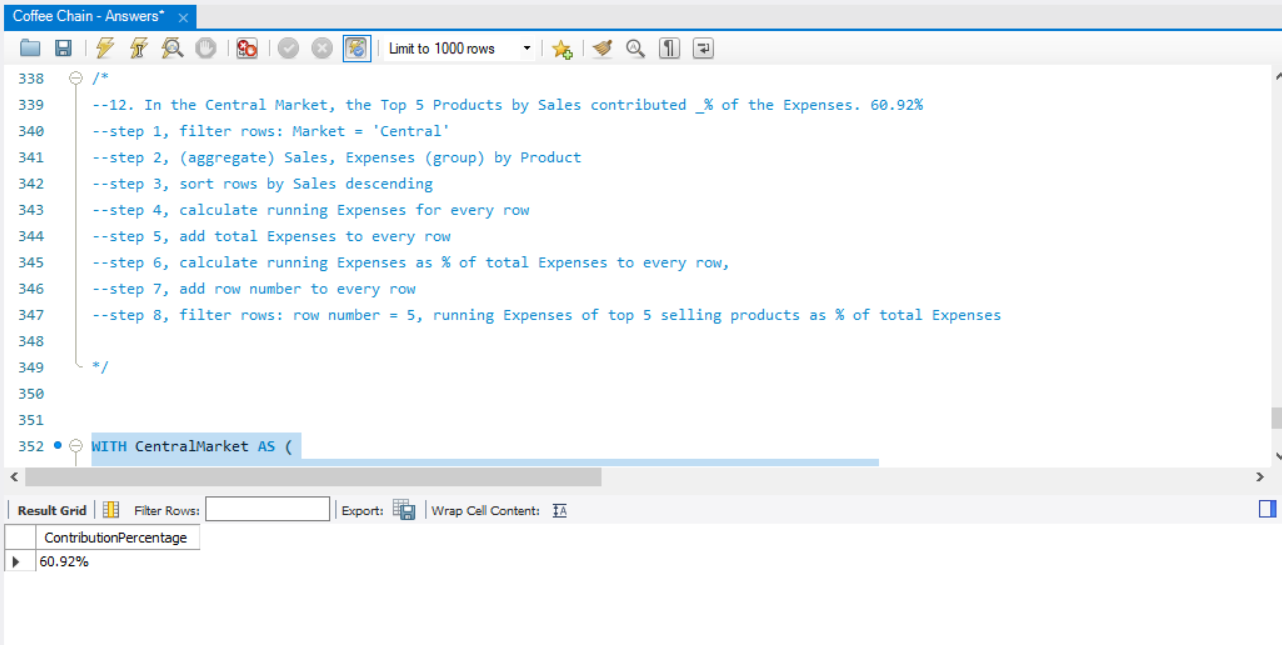 Coffee Chain - Answers* ×
Limit to 1000 rows
338 /*
339 --12. In the Central Market, the Top 5 Products by Sales contributed _% of the Expenses. 60.92%
340 --step 1, filter rows: Market = 'Central'
341 --step 2, (aggregate) Sales, Expenses (group) by Product
342 --step 3, sort rows by Sales descending
343 --step 4, calculate running Expenses for every row
344 --step 5, add total Expenses to every row
345 --step 6, calculate running Expenses as % of total Expenses to every row,
346 --step 7, add row number to every row
347 --step 8, filter rows: row number = 5, running Expenses of top 5 selling products as % of total Expenses
348
349 */
350
351
352 WITH CentralMarket AS (
Result Grid Filter Rows: Export: Wrap Cell Content:
ContributionPercentage
60.92%